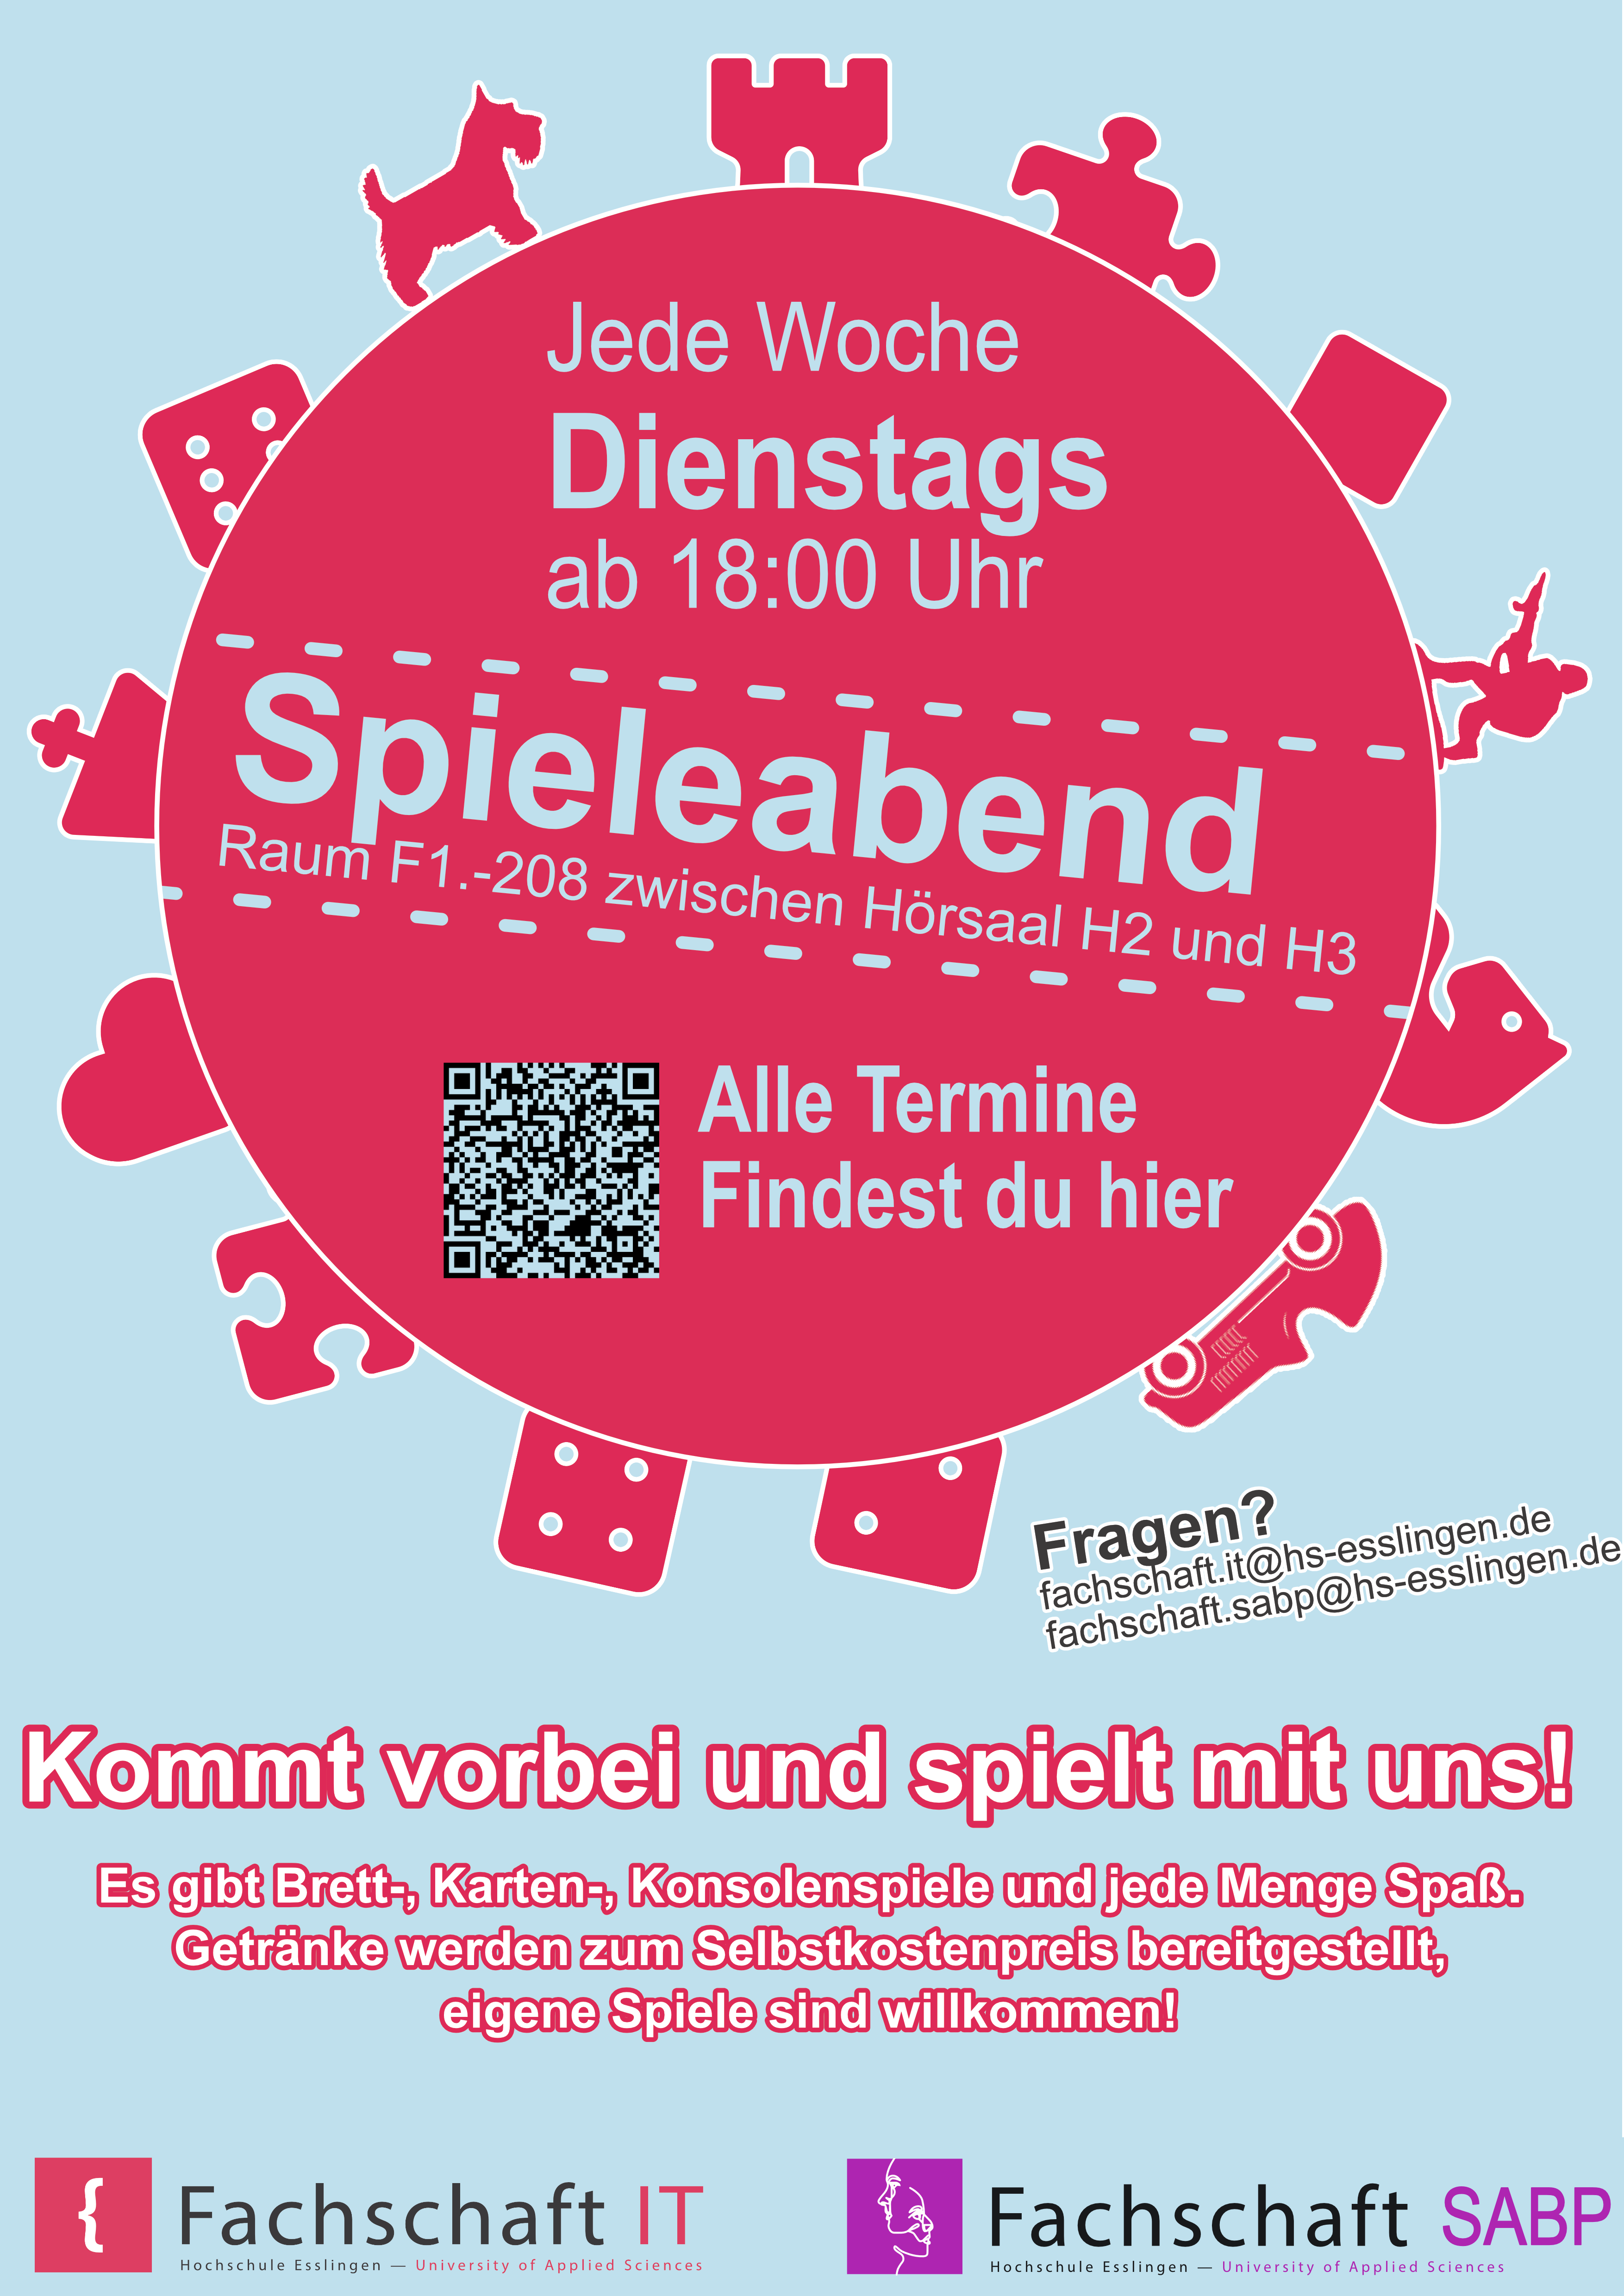 Jede Woche
Dienstags
ab 18:00 Uhr
Spieleabend
Raum F1.-208 zwischen Hörsaal H2 und H3
Alle Termine
Findest du hier
Fragen?
fachschaft.it@hs-esslingen.de
fachschaft.sabp@hs-esslingen.de
Kommt vorbei und spielt mit uns!
Es gibt Brett-, Karten-, Konsolenspiele und jede Menge Spaß.
Getränke werden zum Selbstkostenpreis bereitgestellt,
eigene Spiele sind willkommen!
{ Fachschaft IT
Hochschule Esslingen — University of Applied Sciences
Fachschaft SABP
Hochschule Esslingen — University of Applied Sciences